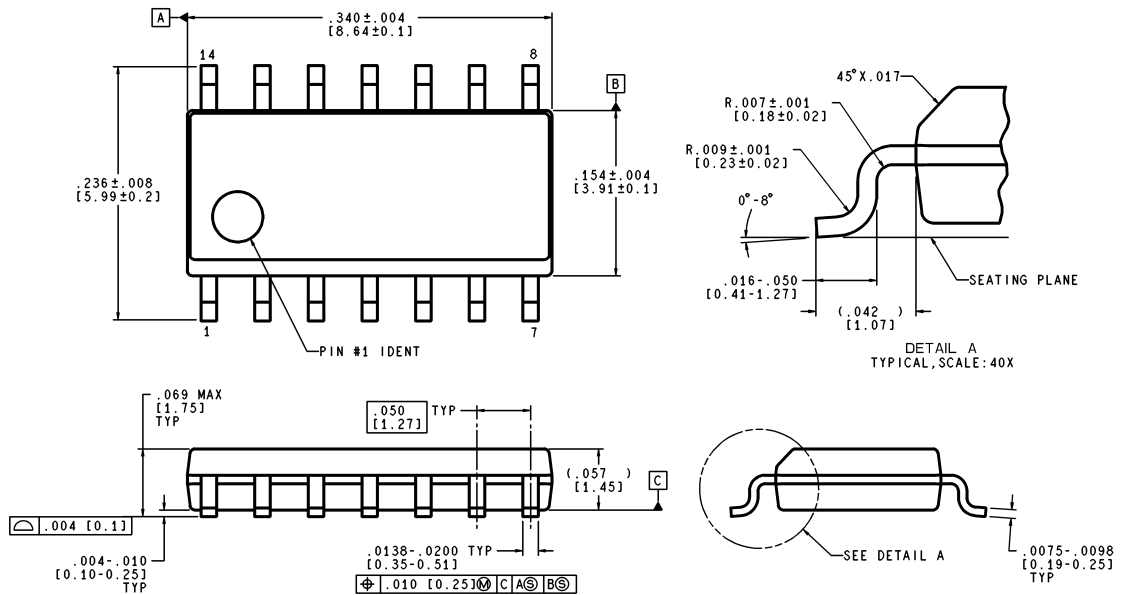 A
.340±.004
[8.64±0.1]
14
8
B
.236±.008
[5.99±0.2]
.154±.004
[3.91±0.1]
1
7
PIN #1 IDENT
45°X.017
R.007±.001
[0.18±0.02]
R.009±.001
[0.23±0.02]
0°-8°
SEATING PLANE
.016-.050
[0.41-1.27]
(.042 )
[1.07]
DETAIL A
TYPICAL,SCALE:40X
.069 MAX
[1.75]
TYP
.050 TYP
[1.27]
(.057 )
[1.45]
C
.004 [0.1]
.004-.010
[0.10-0.25]
TYP
.0138-.0200 TYP
[0.35-0.51]
⌖ .010 [0.25]Ⓜ C AⓈ BⓈ
SEE DETAIL A
.0075-.0098
[0.19-0.25]
TYP